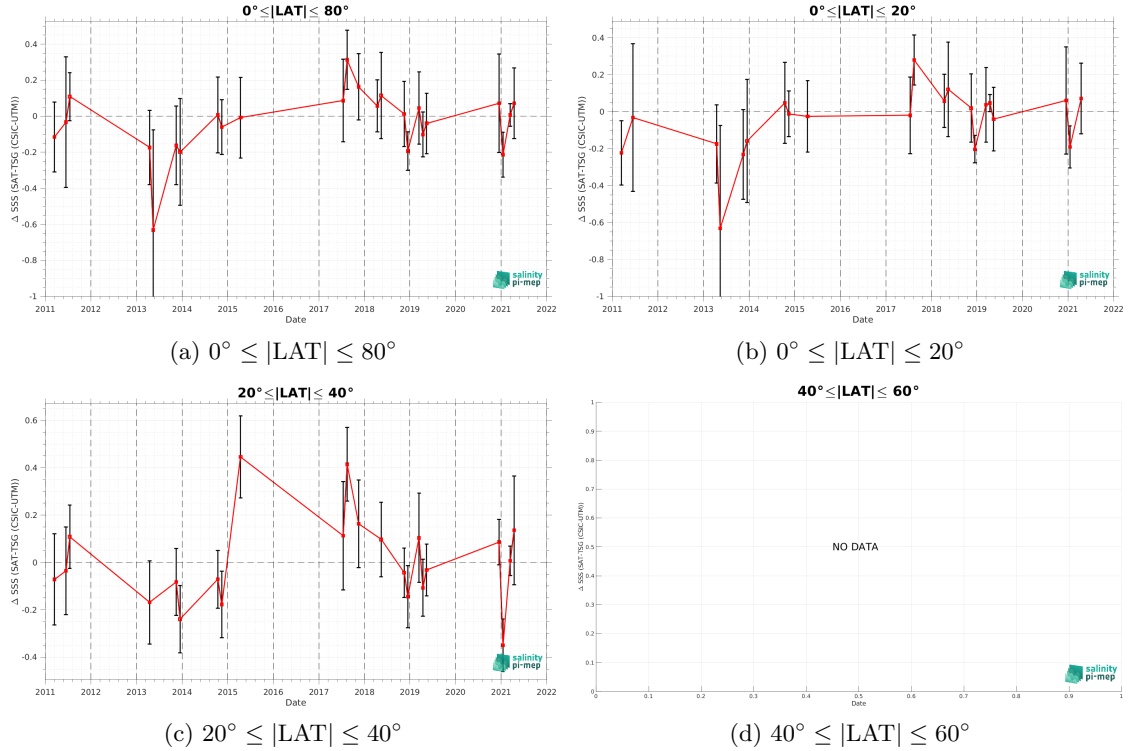 0°≤|LAT|≤ 80°
Δ SSS (SAT-TSG (CSIC-UTM))
0.4
0.2
0
-0.2
-0.4
-0.6
-0.8
-1
2011 2012 2013 2014 2015 2016 2017 2018 2019 2020 2021 2022
Date
salinity
pi-mep
(a) 0° ≤ |LAT| ≤ 80°
0°≤|LAT|≤ 20°
Δ SSS (SAT-TSG (CSIC-UTM))
0.4
0.2
0
-0.2
-0.4
-0.6
-0.8
-1
2011 2012 2013 2014 2015 2016 2017 2018 2019 2020 2021 2022
Date
salinity
pi-mep
(b) 0° ≤ |LAT| ≤ 20°
20°≤|LAT|≤ 40°
Δ SSS (SAT-TSG (CSIC-UTM))
0.6
0.4
0.2
0
-0.2
-0.4
2011 2012 2013 2014 2015 2016 2017 2018 2019 2020 2021 2022
Date
salinity
pi-mep
(c) 20° ≤ |LAT| ≤ 40°
40°≤|LAT|≤ 60°
Δ SSS (SAT-TSG (CSIC-UTM))
1
0.9
0.8
0.7
0.6
0.5
0.4
0.3
0.2
0.1
0
NO DATA
0 0.1 0.2 0.3 0.4 0.5 0.6 0.7 0.8 0.9 1
Date
salinity
pi-mep
(d) 40° ≤ |LAT| ≤ 60°